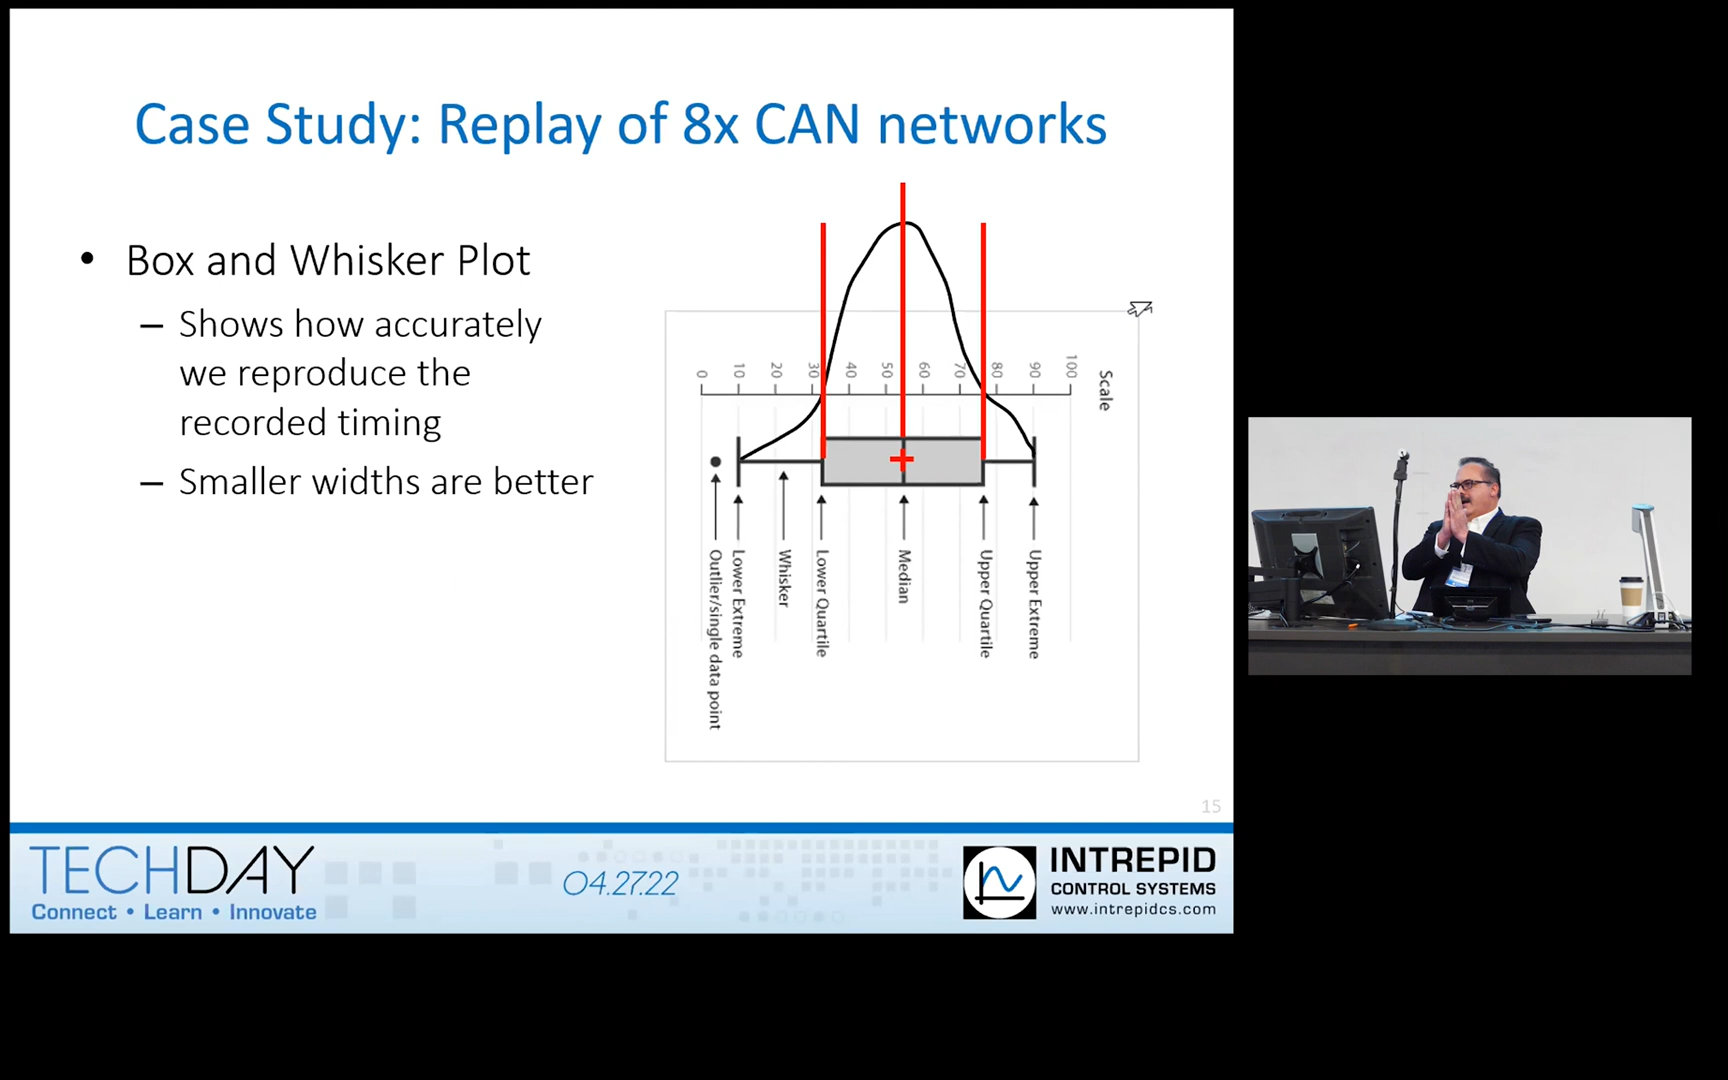 Case Study: Replay of 8x CAN networks
• Box and Whisker Plot
– Shows how accurately
we reproduce the
recorded timing
– Smaller widths are better
0 10 20 30 40 50 60 70 80 90 100
Scale
Outlier/single data point
Lower Extreme
Whisker
Lower Quartile
Median
Upper Quartile
Upper Extreme
15
TECHDAY
Connect • Learn • Innovate
04.27.22
INTREPID
CONTROL SYSTEMS
www.intrepidcs.com